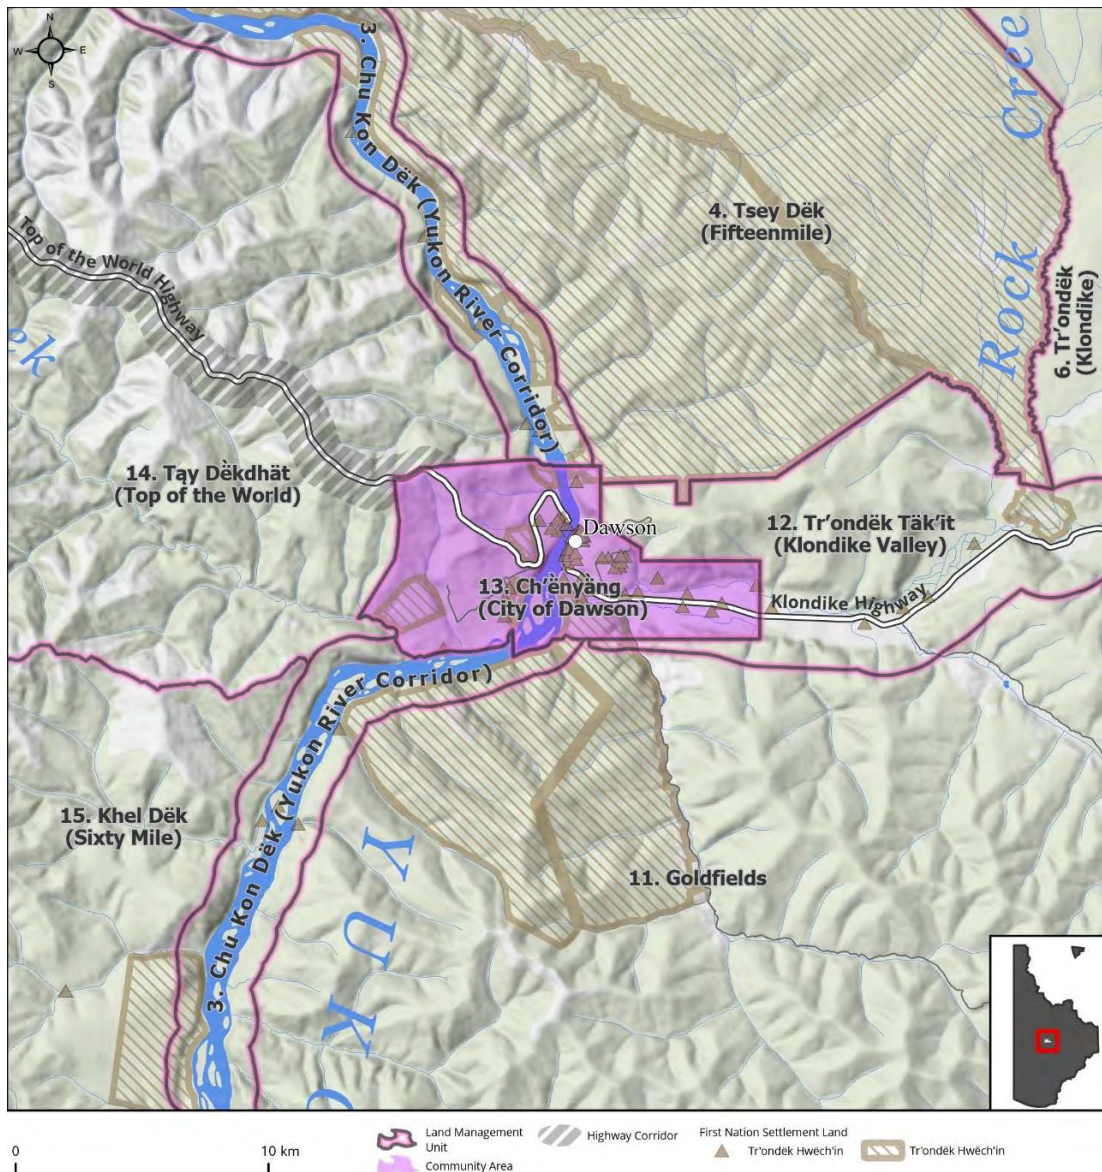 N
W E
S
3. Chu Kon Dëk (Yukon River Corridor)
Rock Cree
4. Tsey Dëk
(Fifteenmile)
6. Tr'ondëk
(Klondike)
Top of the World Highway
ek
14. Tąy Dëkdhät
(Top of the World)
Dawson
12. Tr'ondëk Täk'it
(Klondike Valley)
13. Ch'ënyäng
(City of Dawson)
Klondike Highway
3. Chu Kon Dëk (Yukon River Corridor)
15. Khel Dëk
(Sixty Mile)
YUKO
11. Goldfields
0 10 km
Land Management
Unit
Community Area
Highway Corridor
First Nation Settlement Land
Tr'ondëk Hwëch'in
Tr'ondëk Hwëch'in